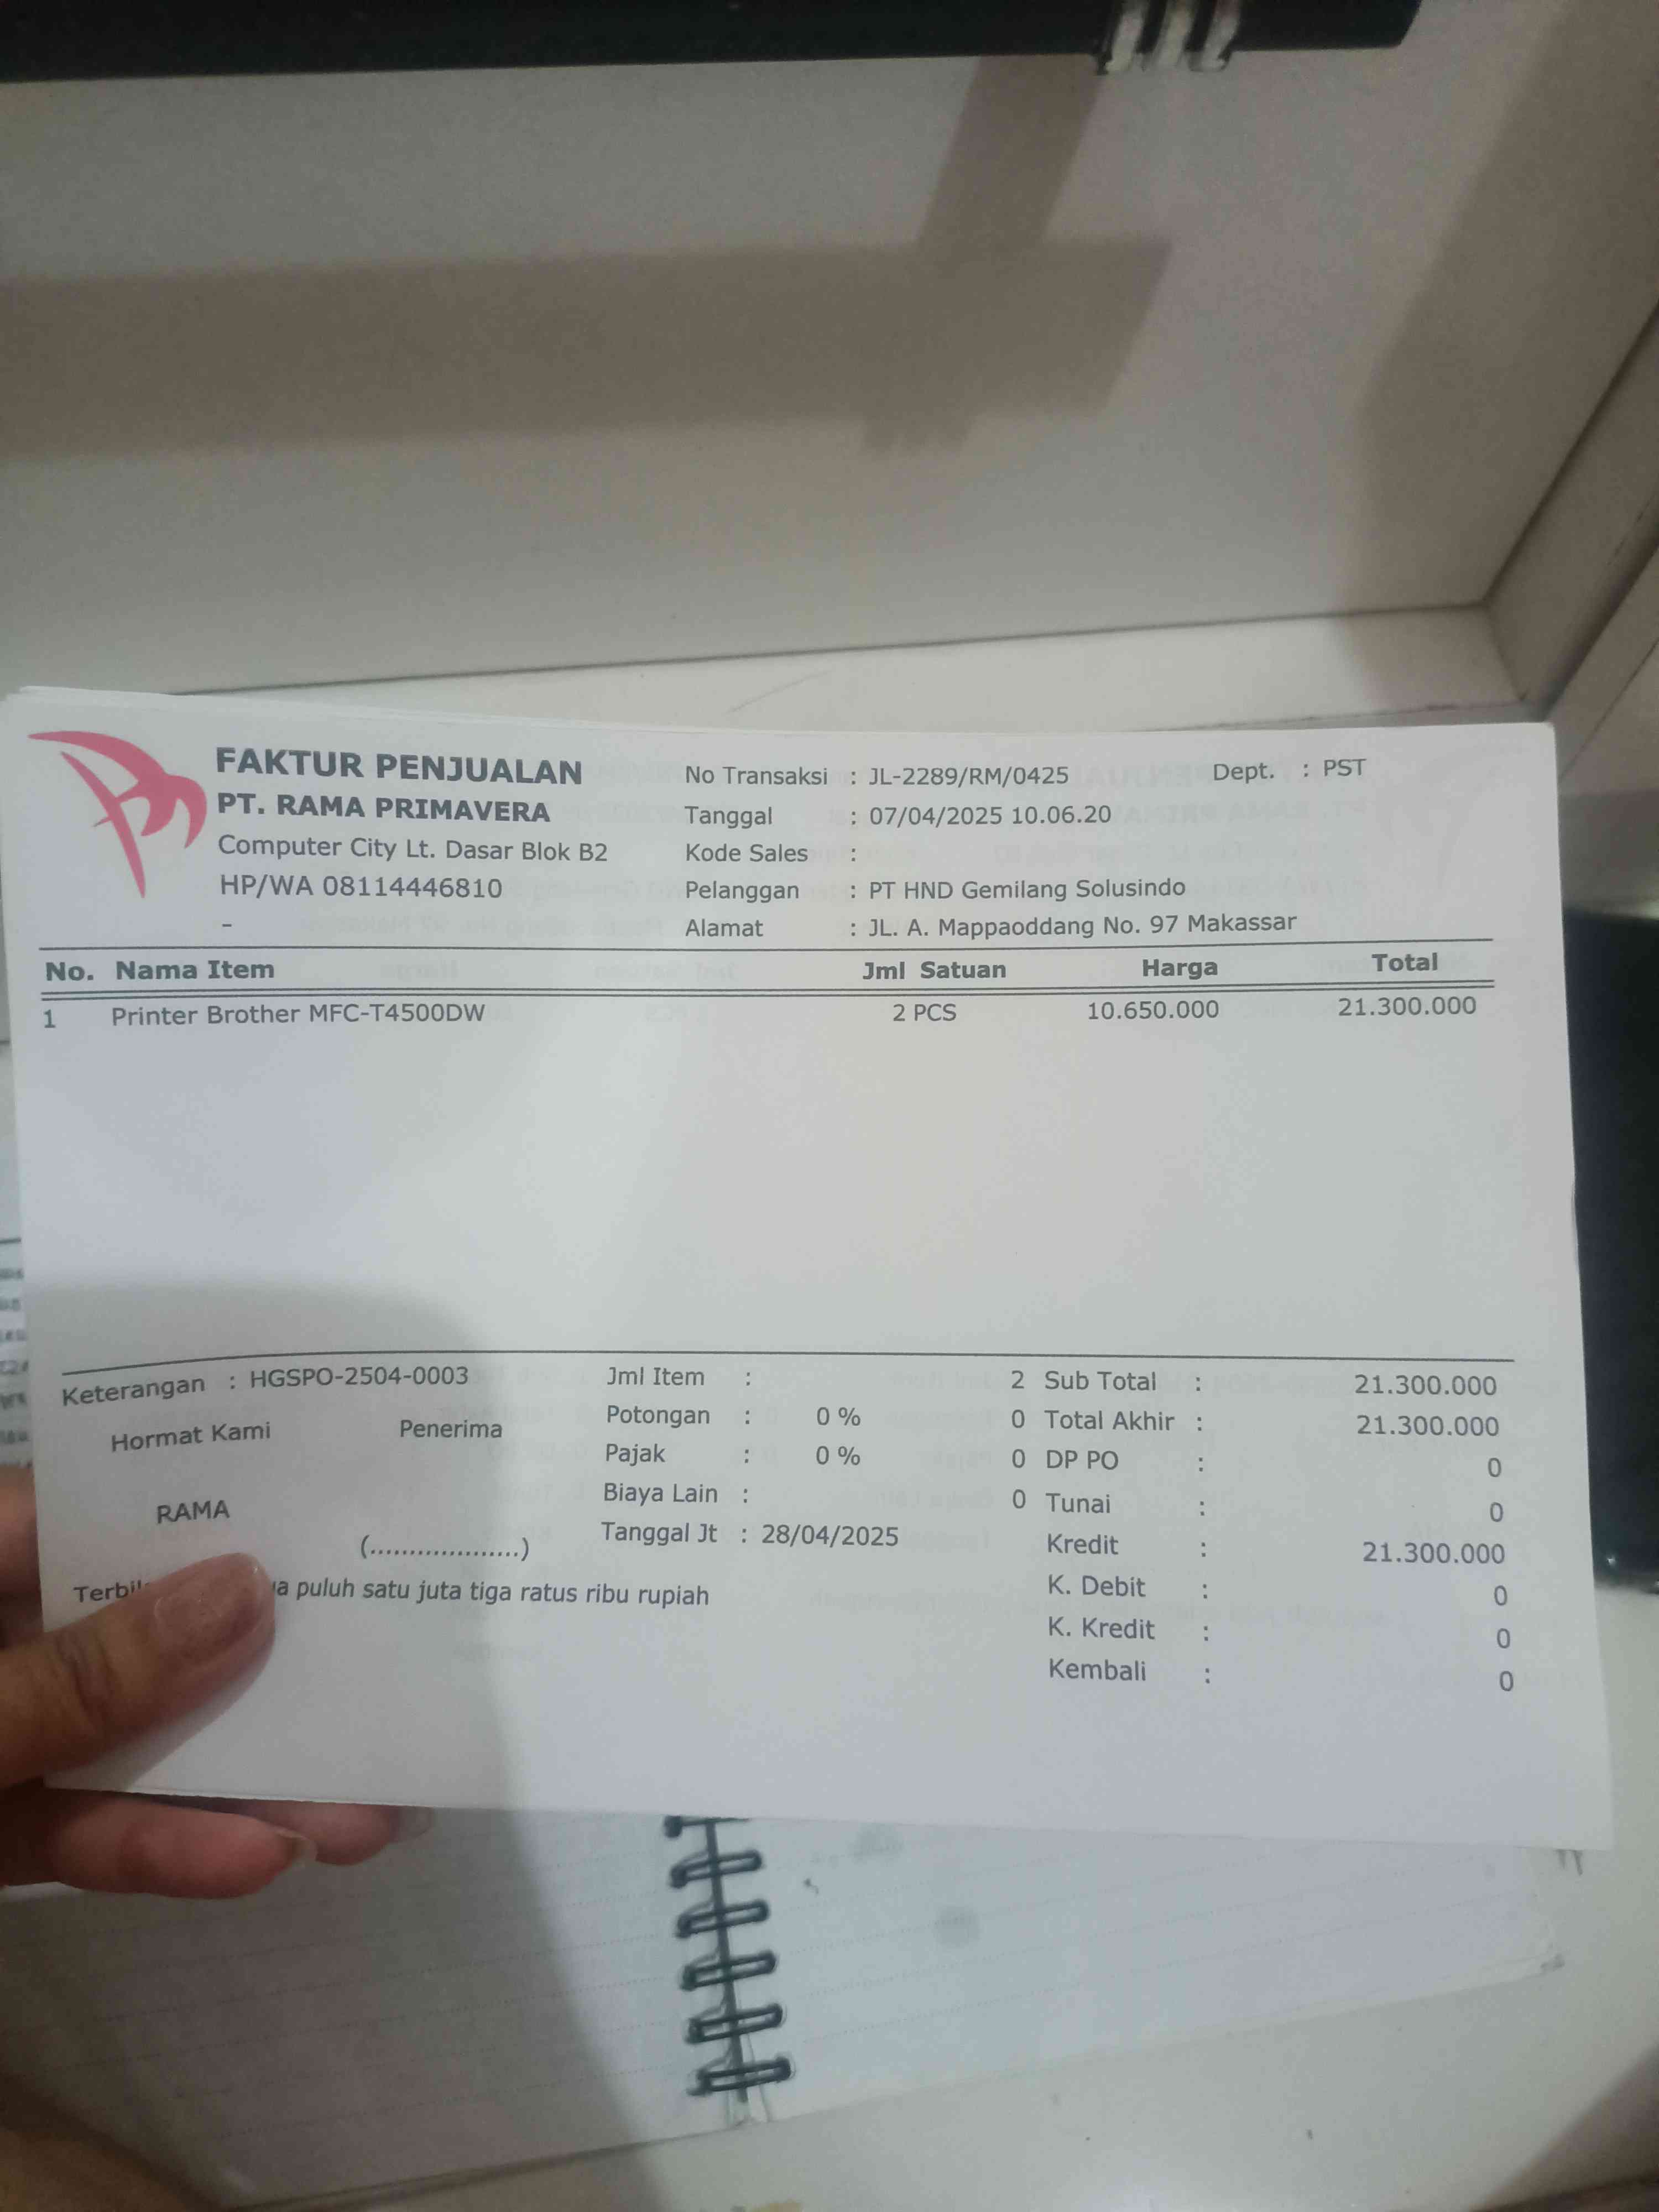 FAKTUR PENJUALAN
PT. RAMA PRIMAVERA
Computer City Lt. Dasar Blok B2
HP/WA 08114446810
-
No Transaksi : JL-2289/RM/0425 Dept. : PST
Tanggal : 07/04/2025 10.06.20
Kode Sales :
Pelanggan : PT HND Gemilang Solusindo
Alamat : JL. A. Mappaoddang No. 97 Makassar
No. Nama Item Jml Satuan Harga Total
1 Printer Brother MFC-T4500DW 2 PCS 10.650.000 21.300.000
Keterangan : HGSPO-2504-0003
Hormat Kami Penerima
RAMA
(...................)
Jml Item : 2
Potongan : 0 % 0
Pajak : 0 % 0
Biaya Lain : 0
Tanggal Jt : 28/04/2025
Sub Total : 21.300.000
Total Akhir : 21.300.000
DP PO : 0
Tunai : 0
Kredit : 21.300.000
K. Debit : 0
K. Kredit : 0
Kembali : 0
puluh satu juta tiga ratus ribu rupiah